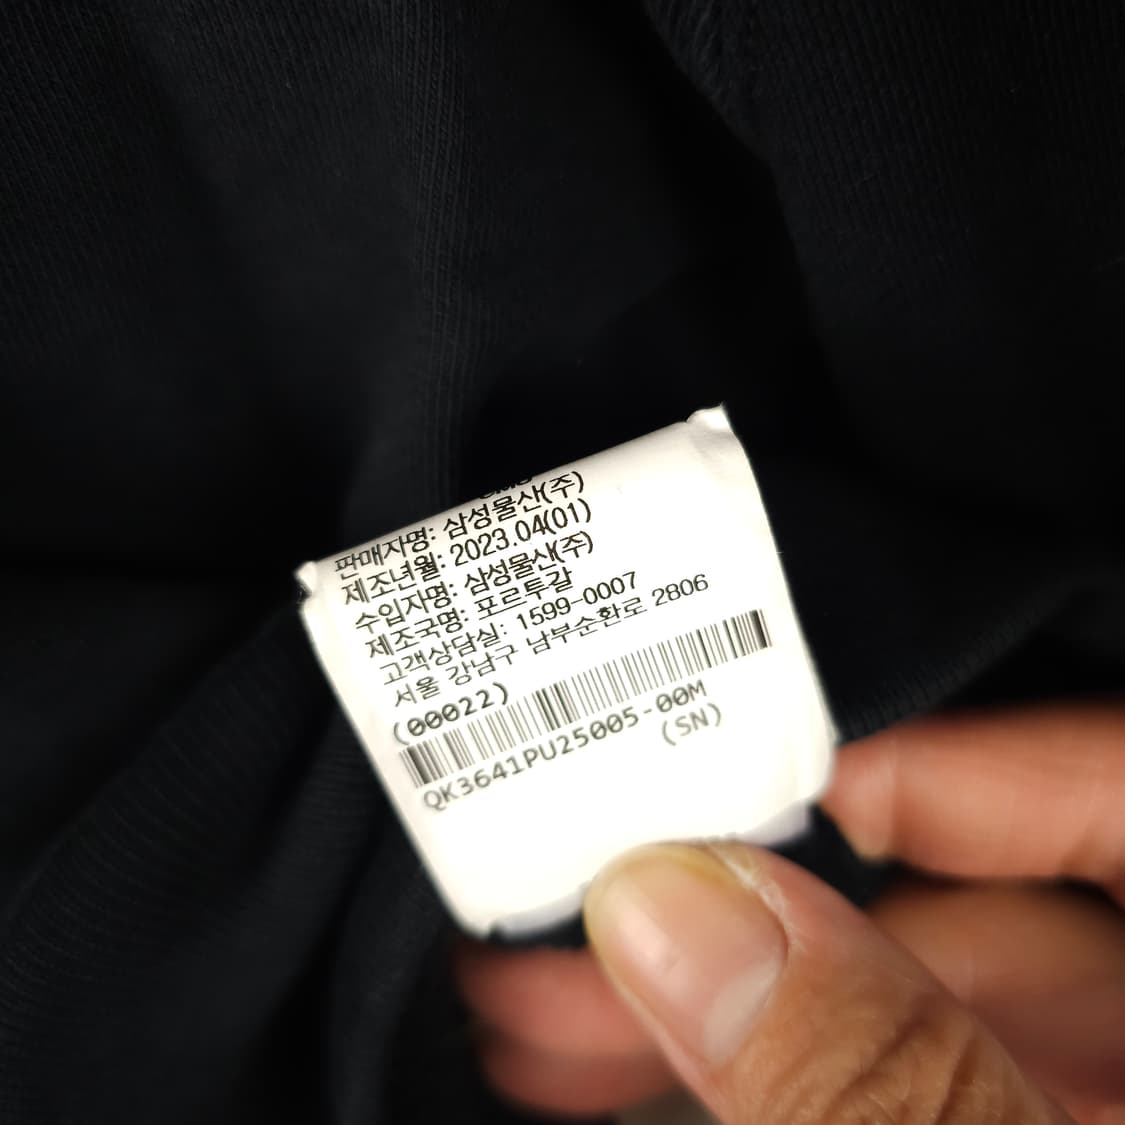 판매자명: 삼성물산(주)
제조년월: 2023.04(01)
수입자명: 삼성물산(주)
제조국명: 포르투갈
고객상담실: 1599-0007
서울 강남구 남부순환로 2806
(00022)
QK3641PU25005-00M
(SN)